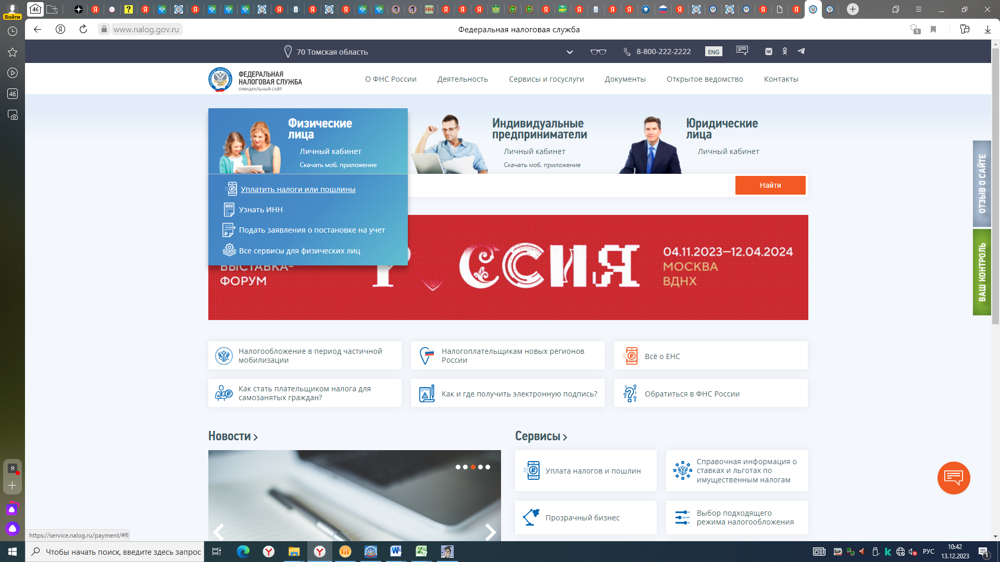 46
Войти
www.nalog.gov.ru
Федеральная налоговая служба
1
46
70 Томская область
8-800-222-2222
ENG
ФЕДЕРАЛЬНАЯ
НАЛОГОВАЯ СЛУЖБА
ОФИЦИАЛЬНЫЙ САЙТ
О ФНС России
Деятельность
Сервисы и госуслуги
Документы
Открытое ведомство
Контакты
Физические
лица
Личный кабинет
Скачать моб. приложение
Уплатить налоги или пошлины
Узнать ИНН
Подать заявления о постановке на учет
Все сервисы для физических лиц
Индивидуальные
предприниматели
Личный кабинет
Скачать моб. приложение
Юридические
лица
Личный кабинет
Найти
ОТЗЫВ О САЙТЕ
ВАШ КОНТРОЛЬ
ВЫСТАВКА-
ФОРУМ
Р ССИЯ
04.11.2023—12.04.2024
МОСКВА
ВДНХ
Налогообложение в период частичной
мобилизации
Налогоплательщикам новых регионов
России
Всё о ЕНС
Как стать плательщиком налога для
самозанятых граждан?
Как и где получить электронную подпись?
Обратиться в ФНС России
Новости
Сервисы
Уплата налогов и пошлин
Справочная информация о
ставках и льготах по
имущественным налогам
Прозрачный бизнес
Выбор подходящего
режима налогообложения
https://service.nalog.ru/payment/#fl
Чтобы начать поиск, введите здесь запрос
РУС
10:42
13.12.2023
1